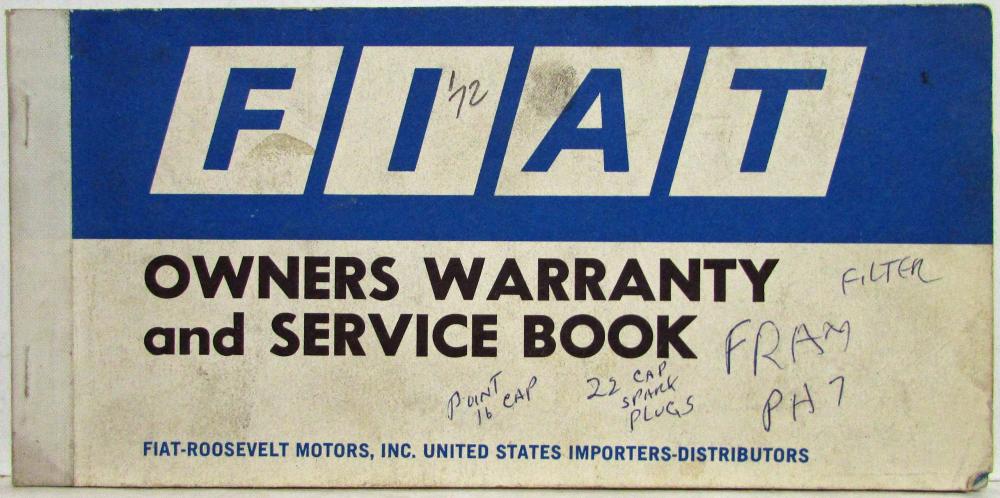 FIAT
1/72
OWNERS WARRANTY
and SERVICE BOOK
FILTER
FRAM
PH7
POINT
16 CAP
22 CAP
SPARK
PLUGS
FIAT-ROOSEVELT MOTORS, INC. UNITED STATES IMPORTERS-DISTRIBUTORS